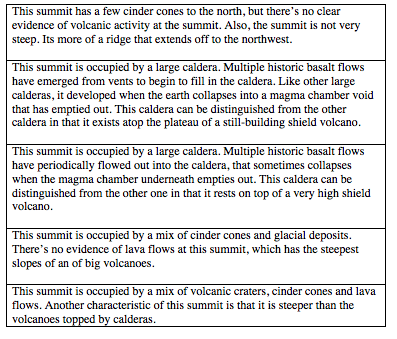 This summit has a few cinder cones to the north, but there's no clear
evidence of volcanic activity at the summit. Also, the summit is not very
steep. Its more of a ridge that extends off to the northwest.
This summit is occupied by a large caldera. Multiple historic basalt flows
have emerged from vents to begin to fill in the caldera. Like other large
calderas, it developed when the earth collapses into a magma chamber void
that has emptied out. This caldera can be distinguished from the other
caldera in that it exists atop the plateau of a still-building shield volcano.
This summit is occupied by a large caldera. Multiple historic basalt flows
have periodically flowed out into the caldera, that sometimes collapses
when the magma chamber underneath empties out. This caldera can be
distinguished from the other one in that it rests on top of a very high shield
volcano.
This summit is occupied by a mix of cinder cones and glacial deposits.
There's no evidence of lava flows at this summit, which has the steepest
slopes of an of big volcanoes.
This summit is occupied by a mix of volcanic craters, cinder cones and lava
flows. Another characteristic of this summit is that it is steeper than the
volcanoes topped by calderas.